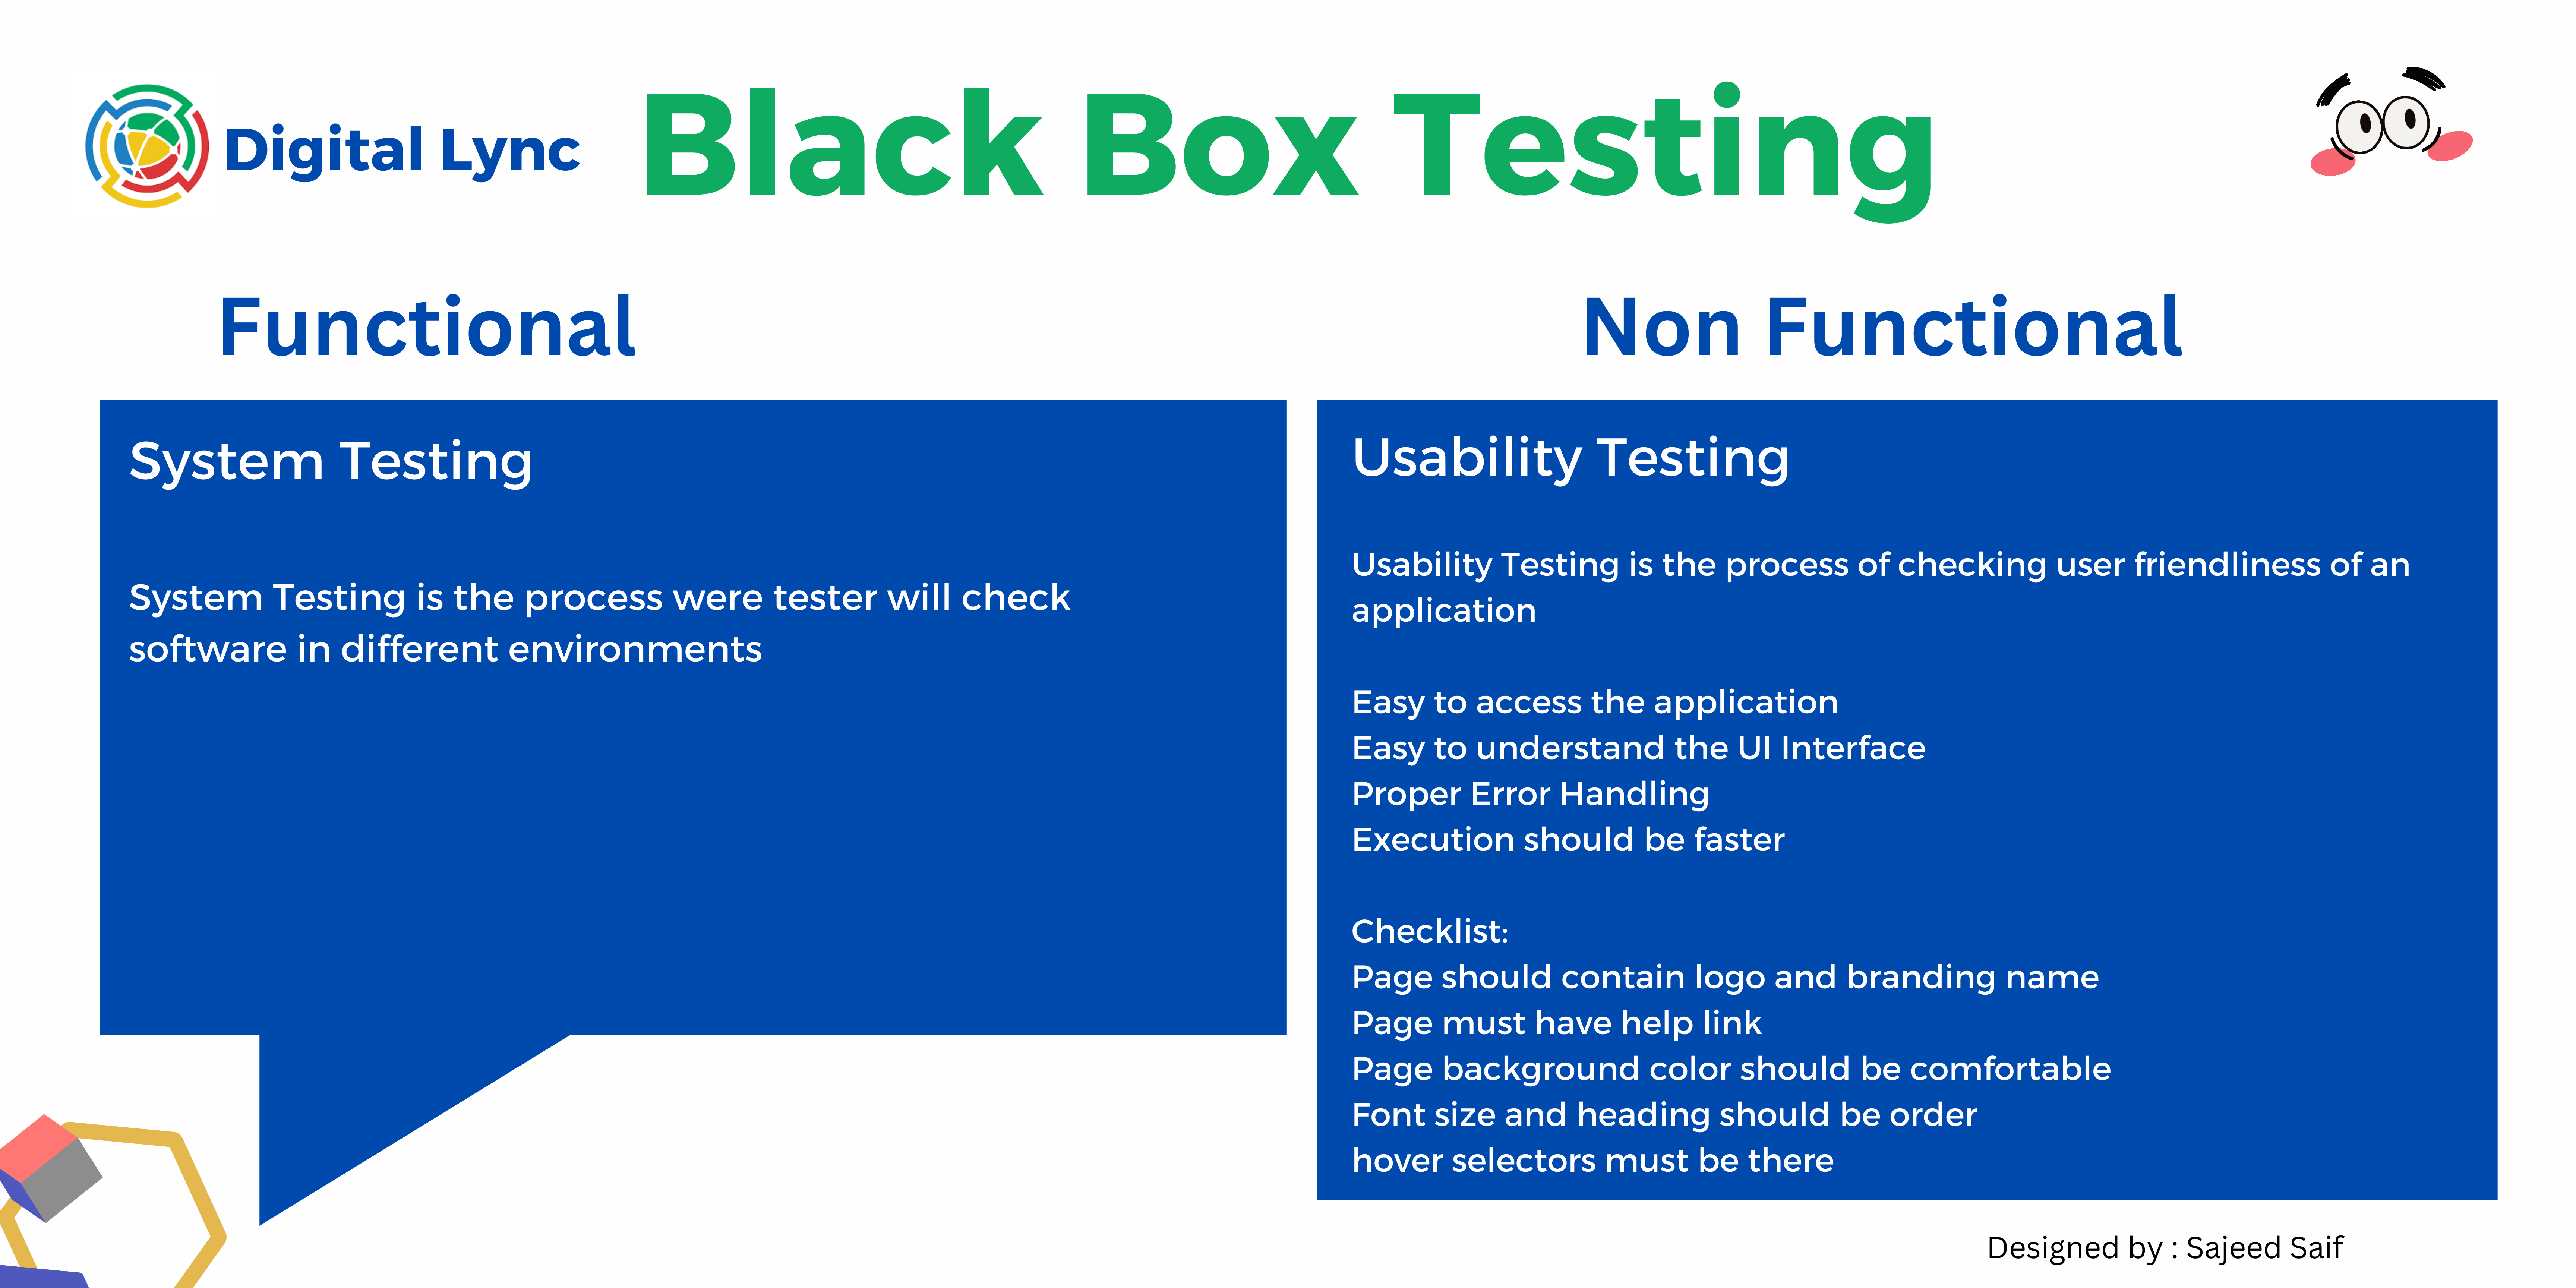 Digital Lync
Black Box Testing
Functional
Non Functional
System Testing
System Testing is the process were tester will check
software in different environments
Usability Testing
Usability Testing is the process of checking user friendliness of an
application
Easy to access the application
Easy to understand the UI Interface
Proper Error Handling
Execution should be faster
Checklist:
Page should contain logo and branding name
Page must have help link
Page background color should be comfortable
Font size and heading should be order
hover selectors must be there
Designed by : Sajeed Saif